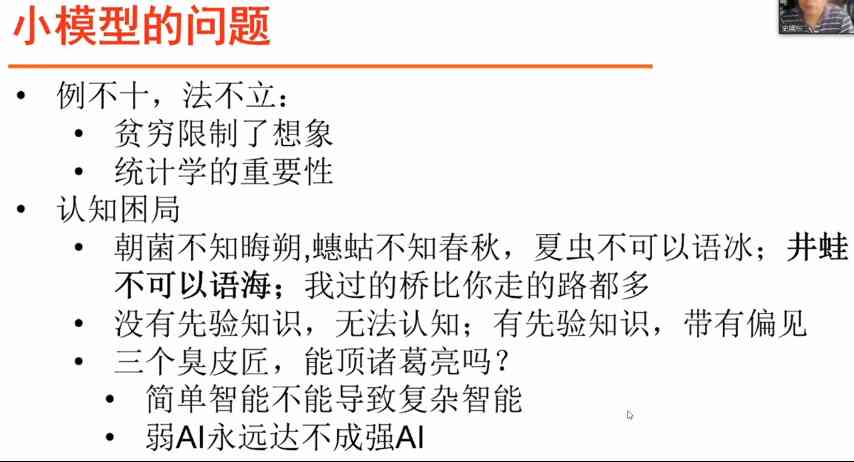 小模型的问题
• 例不十，法不立：
• 贫穷限制了想象
• 统计学的重要性
• 认知困局
• 朝菌不知晦朔,蟪蛄不知春秋，夏虫不可以语冰；井蛙
不可以语海；我过的桥比你走的路都多
• 没有先验知识，无法认知；有先验知识，带有偏见
• 三个臭皮匠，能顶诸葛亮吗？
• 简单智能不能导致复杂智能
• 弱AI永远达不成强AI